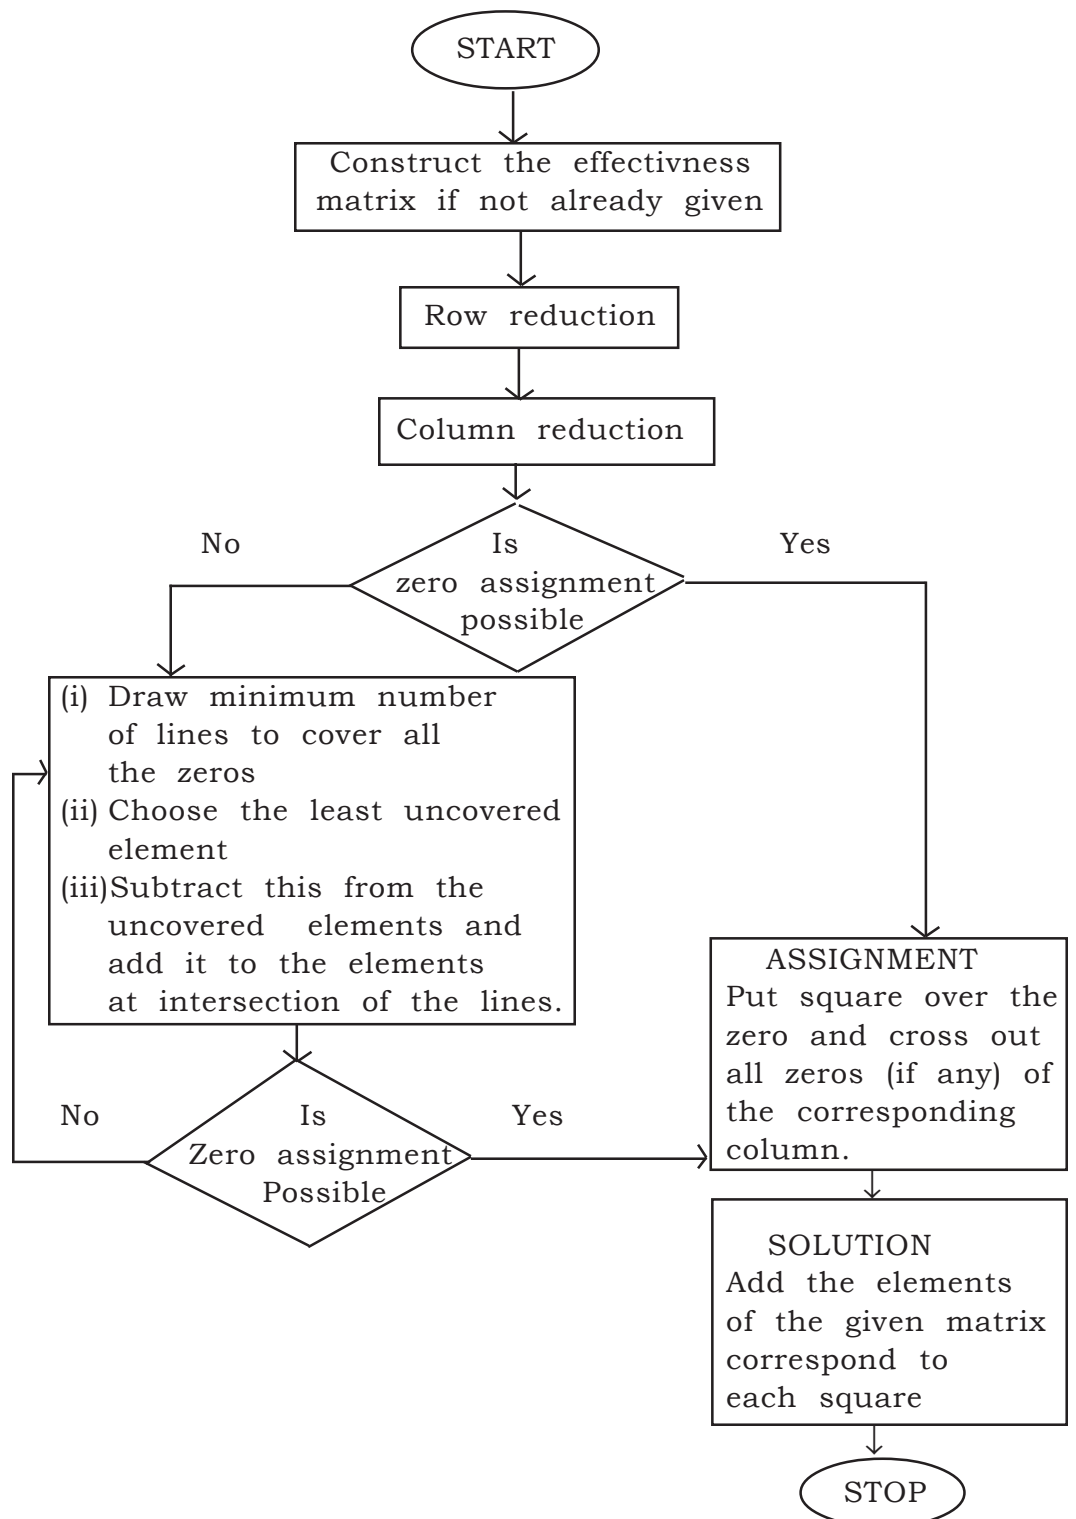 START
Construct the effectivness
matrix if not already given
Row reduction
Column reduction
No
Is
zero assignment
possible
Yes
(i) Draw minimum number
of lines to cover all
the zeros
(ii) Choose the least uncovered
element
(iii)Subtract this from the
uncovered elements and
add it to the elements
at intersection of the lines.
No
Is
Zero assignment
Possible
Yes
ASSIGNMENT
Put square over the
zero and cross out
all zeros (if any) of
the corresponding
column.
SOLUTION
Add the elements
of the given matrix
correspond to
each square
STOP